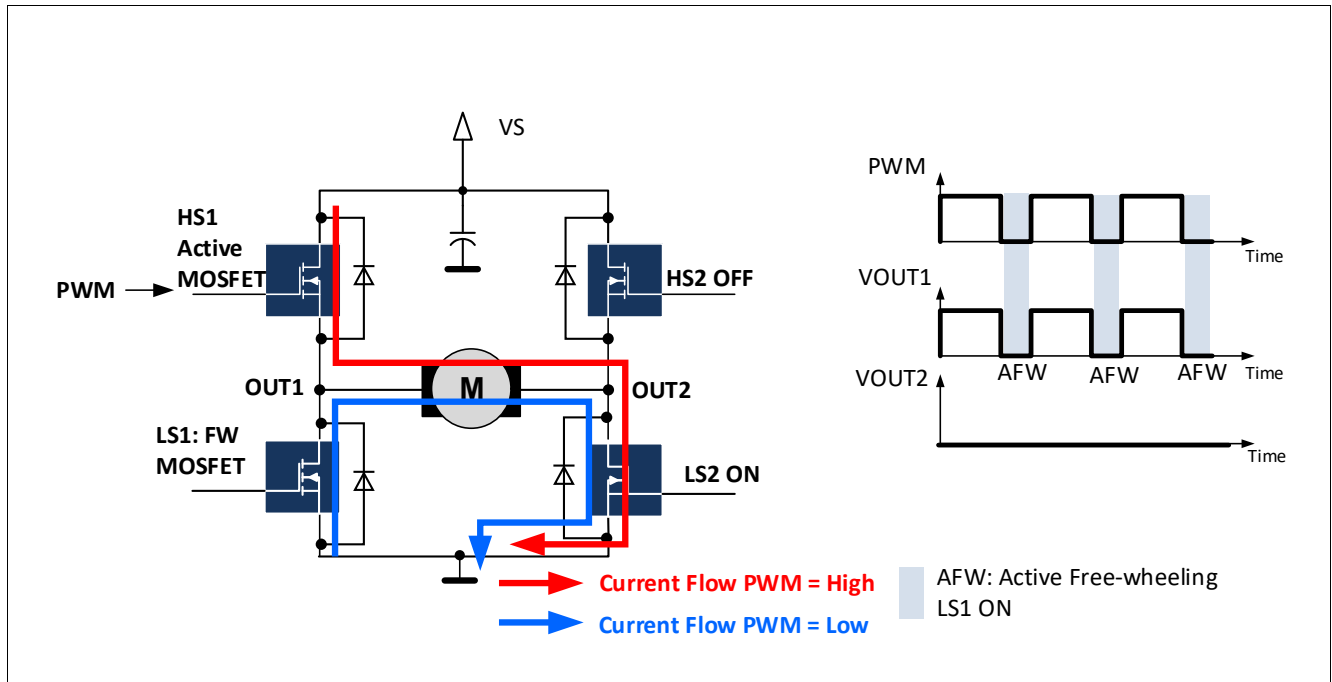 VS
HS1
Active
MOSFET
PWM
HS2 OFF
OUT1
M
OUT2
LS1: FW
MOSFET
LS2 ON
Current Flow PWM = High
Current Flow PWM = Low
PWM
Time
VOUT1
AFW
AFW
AFW
Time
VOUT2
Time
AFW: Active Free-wheeling
LS1 ON